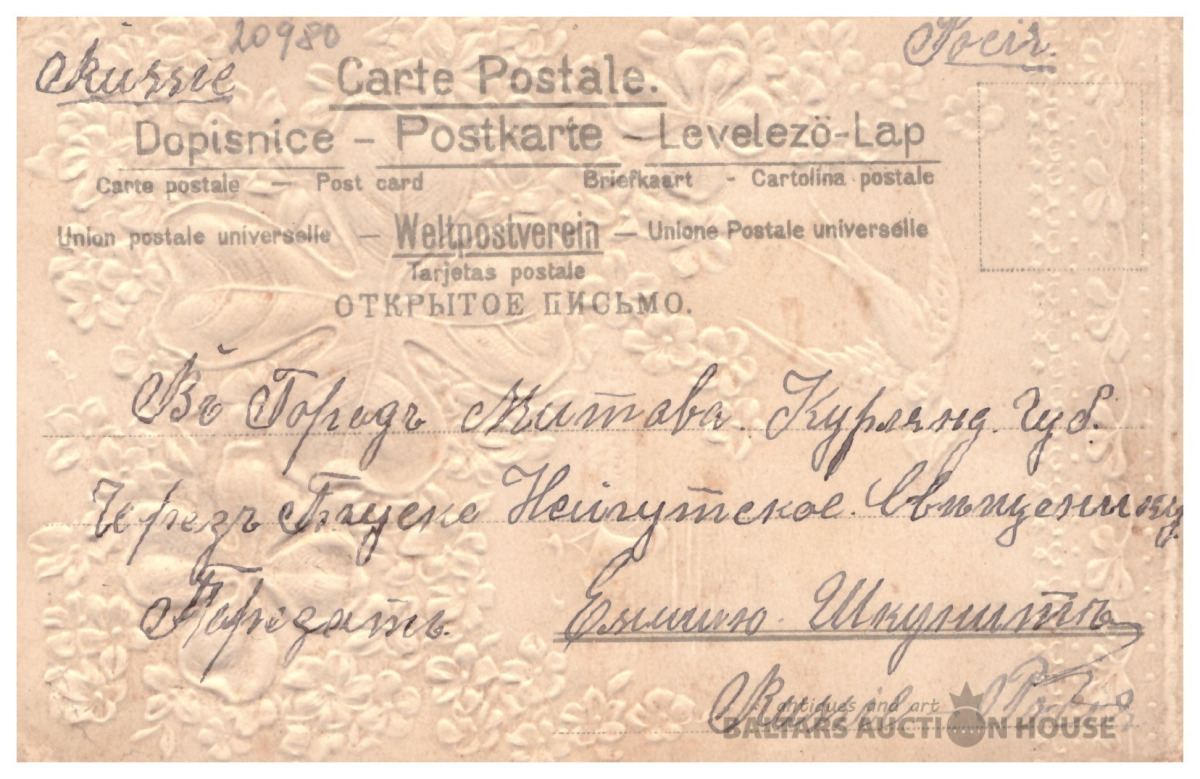 20980
Russie
Carte Postale.
Dopisnice – Postkarte – Levelezö-Lap
Carte postale — Post card Briefkaart - Cartolina postale
Union postale universelle — Weltpostverein — Unione Postale universelle
Tarjetas postale
ОТКРЫТОЕ ПИСЬМО.
Въ Городъ Митава. Курлянд. Губ.
Черезъ Бауске Нейгутское. Священнику
Передать. Емилию. Шкунитъ
antiques and art
BALTARS AUCTION HOUSE